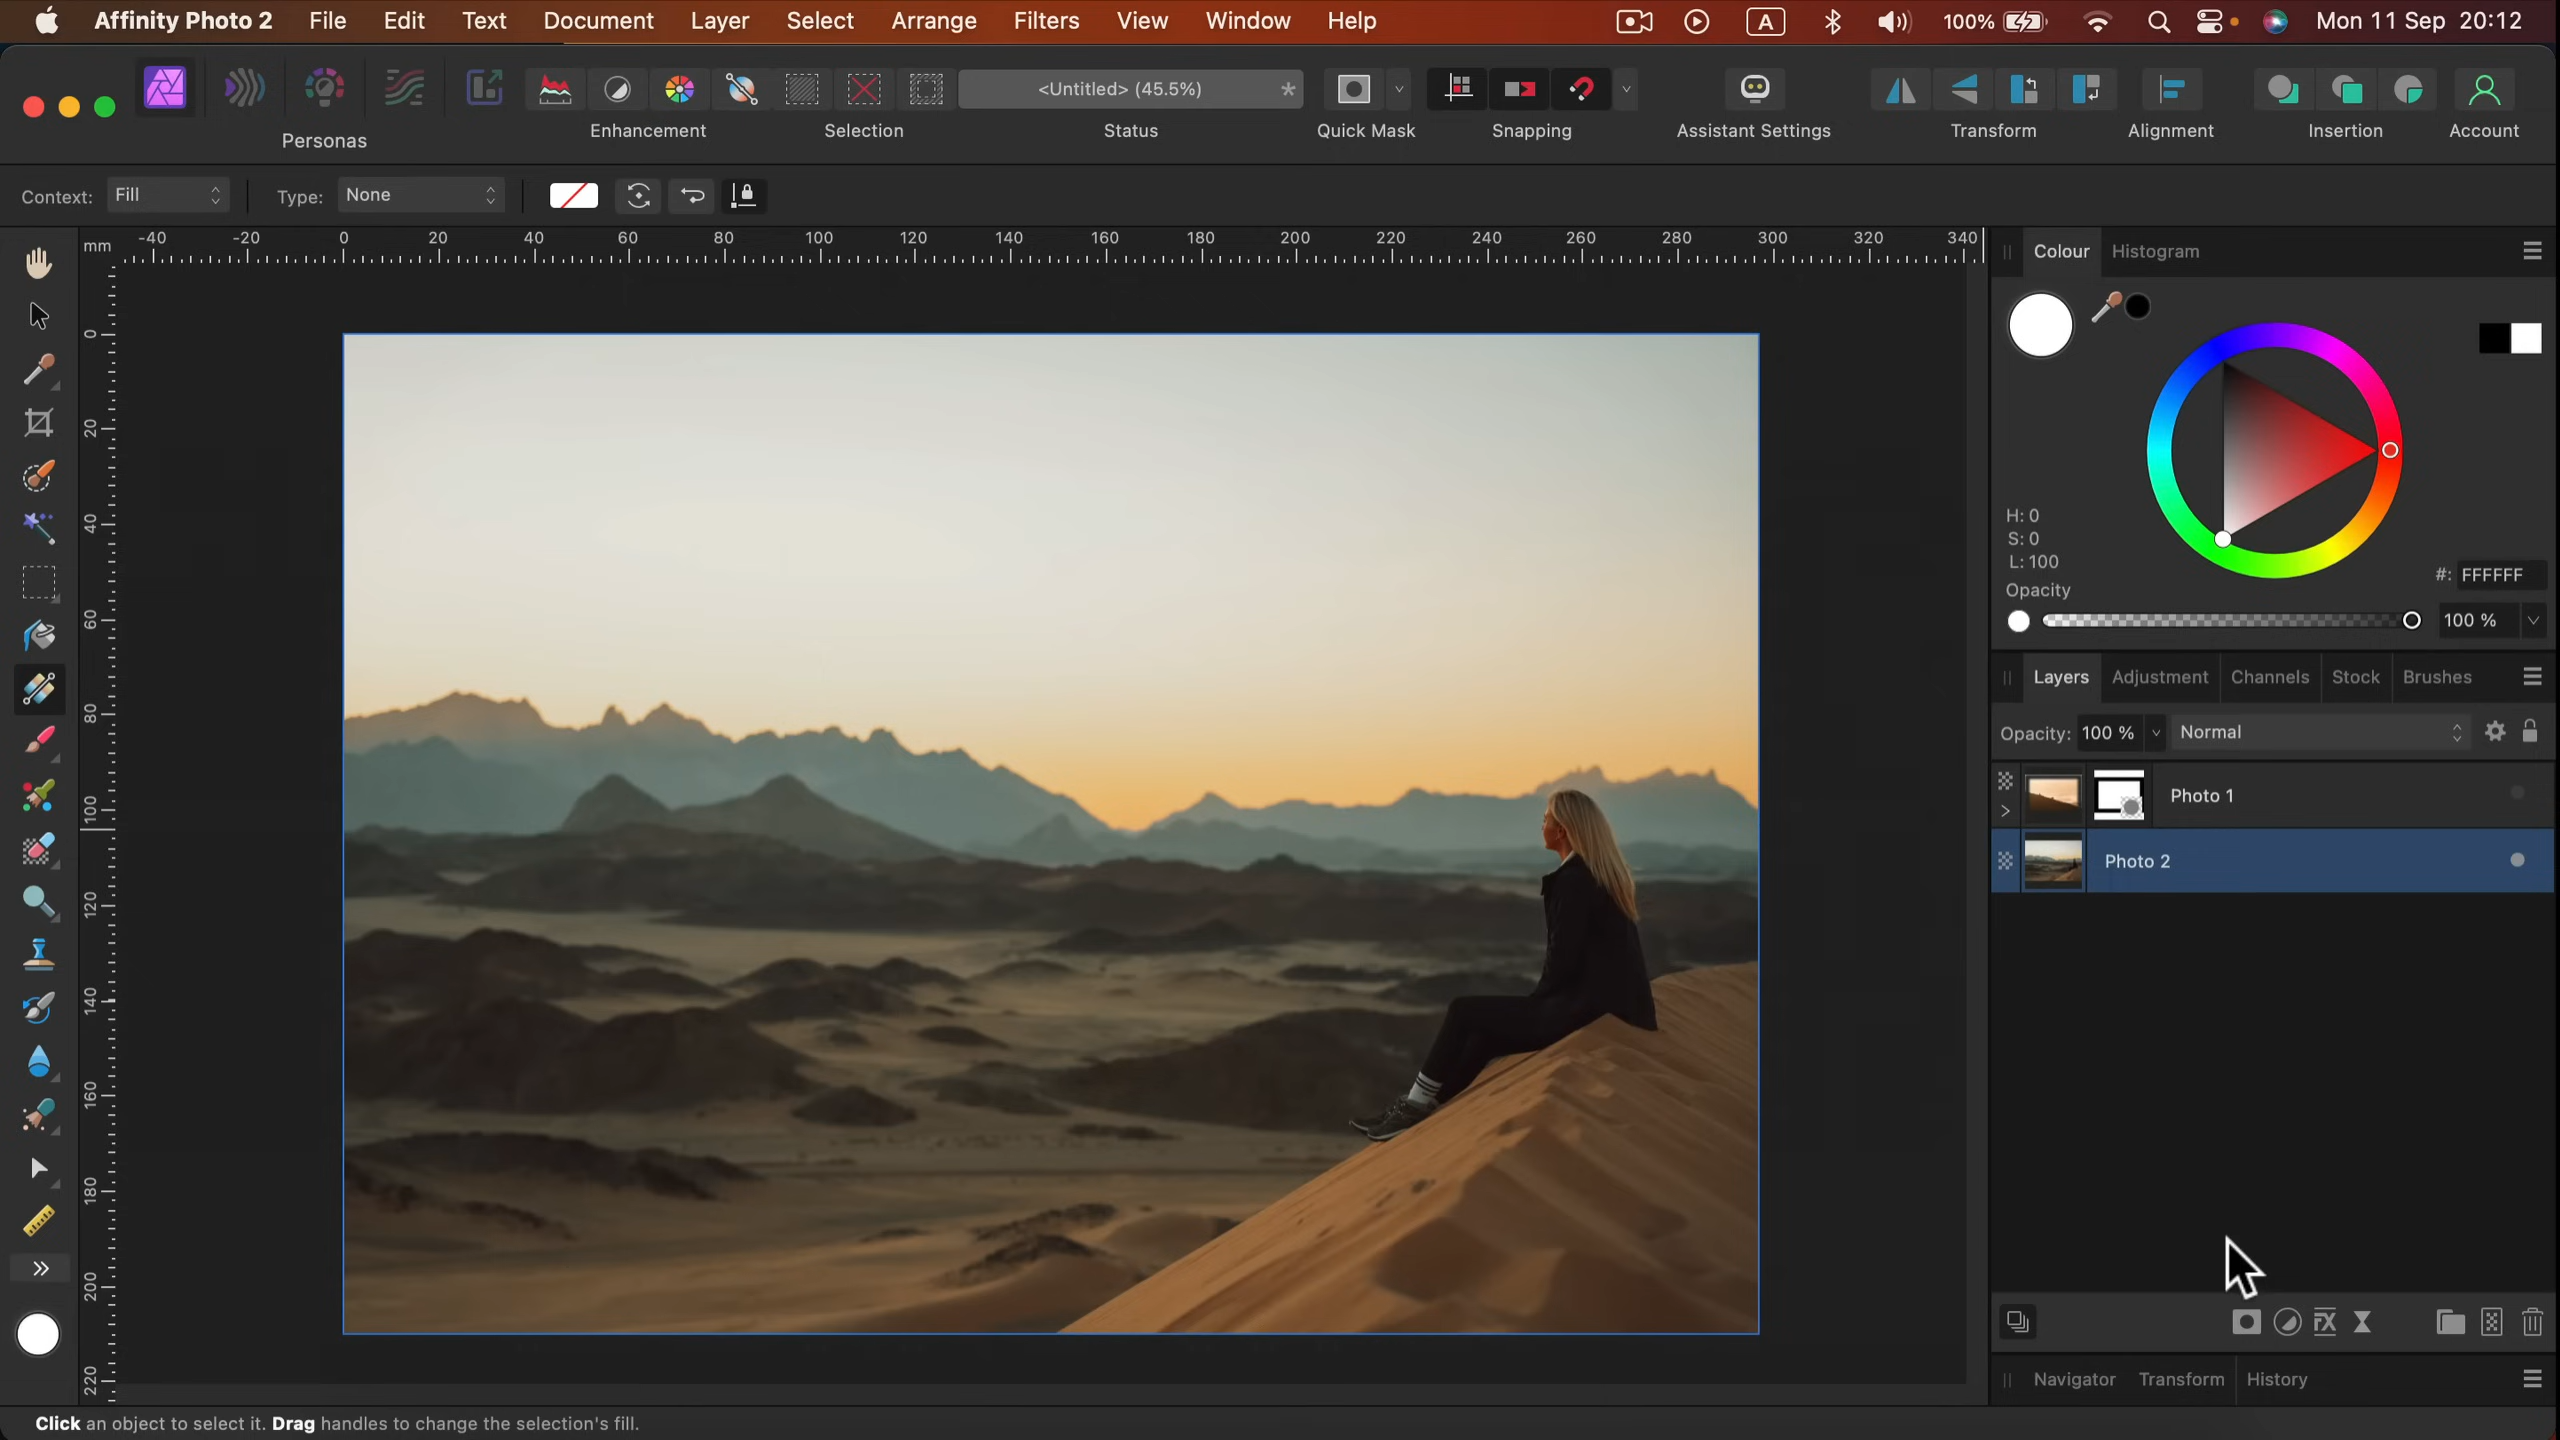 Affinity Photo 2 File Edit Text Document Layer Select Arrange Filters View Window Help A 100% Mon 11 Sep 20:12
<Untitled> (45.5%) *
Personas Enhancement Selection Status Quick Mask Snapping Assistant Settings Transform Alignment Insertion Account
Context: Fill Type: None
mm -40 -20 0 20 40 60 80 100 120 140 160 180 200 220 240 260 280 300 320 340
0
20
40
60
80
100
120
140
160
180
200
220
Colour Histogram
H: 0
S: 0
L: 100
#: FFFFFF
Opacity
100 %
Layers Adjustment Channels Stock Brushes
Opacity: 100 % Normal
Photo 1
Photo 2
FX
Navigator Transform History
Click an object to select it. Drag handles to change the selection's fill.